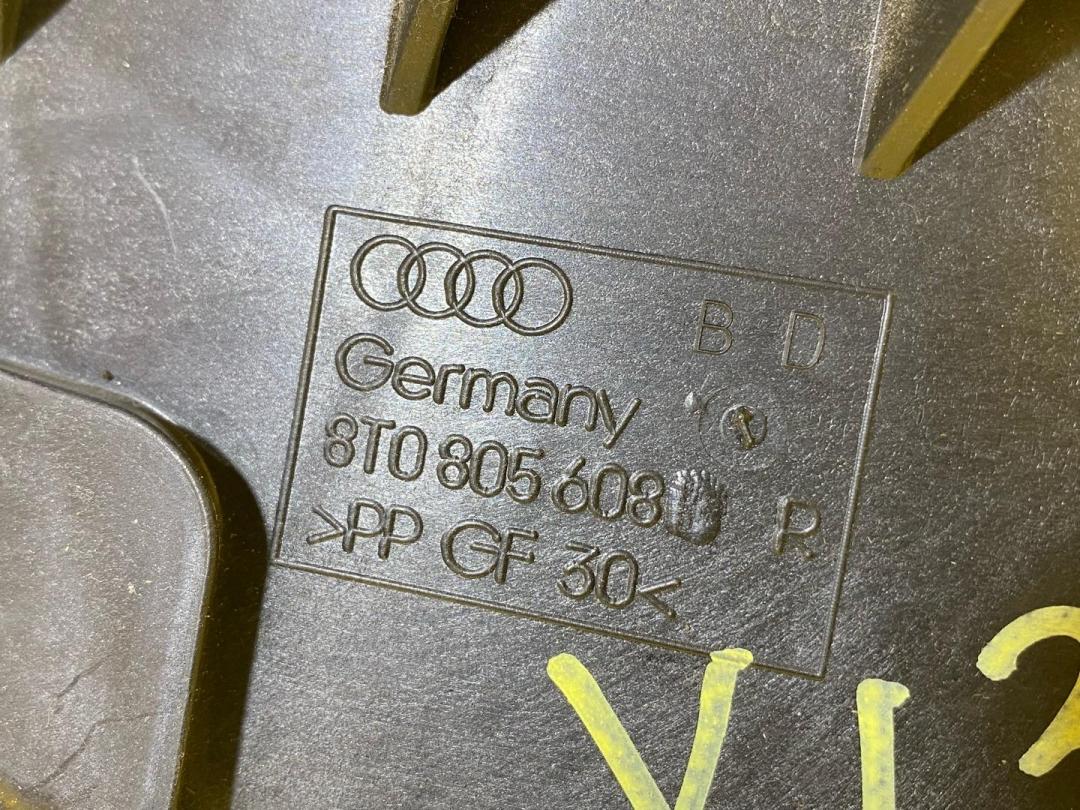 B D
Germany
8T0 805 608 R
>PP GF 30<